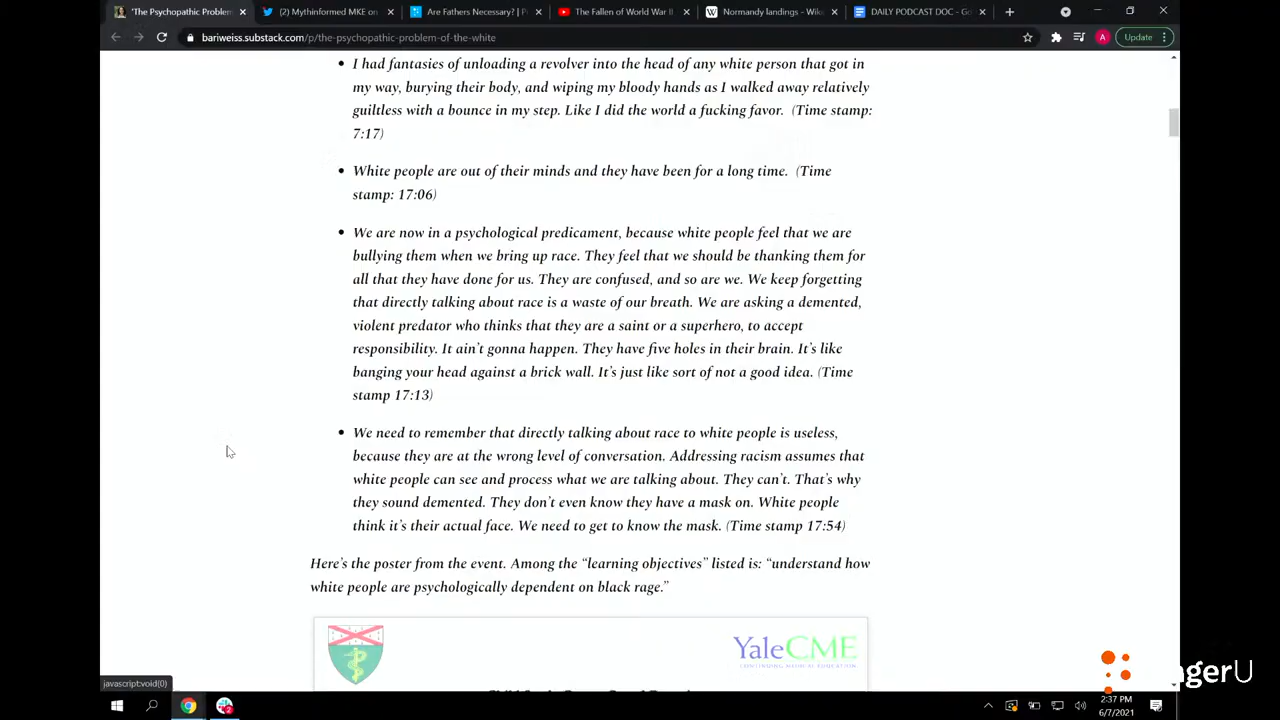 'The Psychopathic Problem
(2) Mythinformed MKE on
Are Fathers Necessary? | P
The Fallen of World War II
Normandy landings - Wik
DAILY PODCAST DOC - Go
bariweiss.substack.com/p/the-psychopathic-problem-of-the-white
A
Update
I had fantasies of unloading a revolver into the head of any white person that got in
my way, burying their body, and wiping my bloody hands as I walked away relatively
guiltless with a bounce in my step. Like I did the world a fucking favor. (Time stamp:
7:17)
White people are out of their minds and they have been for a long time. (Time
stamp: 17:06)
We are now in a psychological predicament, because white people feel that we are
bullying them when we bring up race. They feel that we should be thanking them for
all that they have done for us. They are confused, and so are we. We keep forgetting
that directly talking about race is a waste of our breath. We are asking a demented,
violent predator who thinks that they are a saint or a superhero, to accept
responsibility. It ain't gonna happen. They have five holes in their brain. It's like
banging your head against a brick wall. It's just like sort of not a good idea. (Time
stamp 17:13)
We need to remember that directly talking about race to white people is useless,
because they are at the wrong level of conversation. Addressing racism assumes that
white people can see and process what we are talking about. They can't. That's why
they sound demented. They don't even know they have a mask on. White people
think it's their actual face. We need to get to know the mask. (Time stamp 17:54)
Here's the poster from the event. Among the “learning objectives” listed is: “understand how
white people are psychologically dependent on black rage.”
YaleCME
CONTINUING MEDICAL EDUCATION
javascript:void(0)
agerU
2:37 PM
6/7/2021